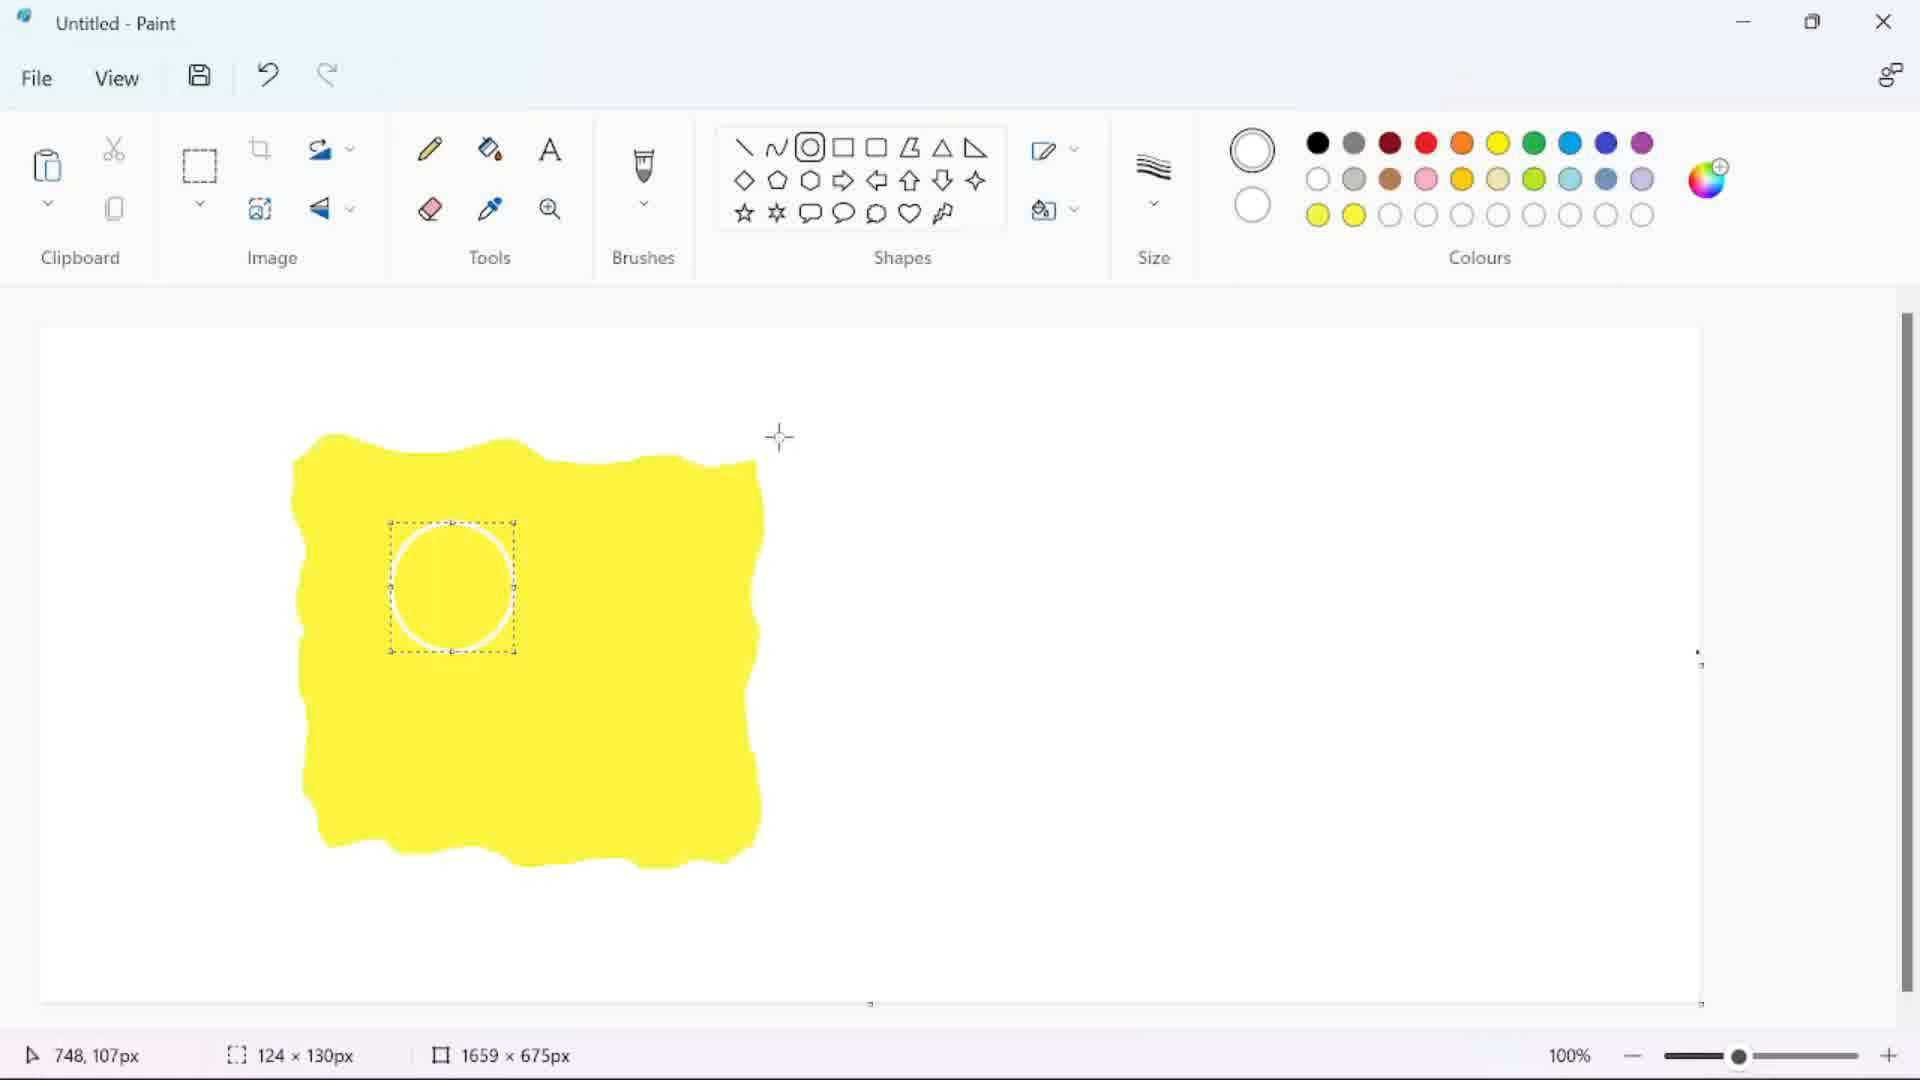 Untitled - Paint
File View
Clipboard Image Tools Brushes Shapes Size Colours
748, 107px 124 × 130px 1659 × 675px 100%